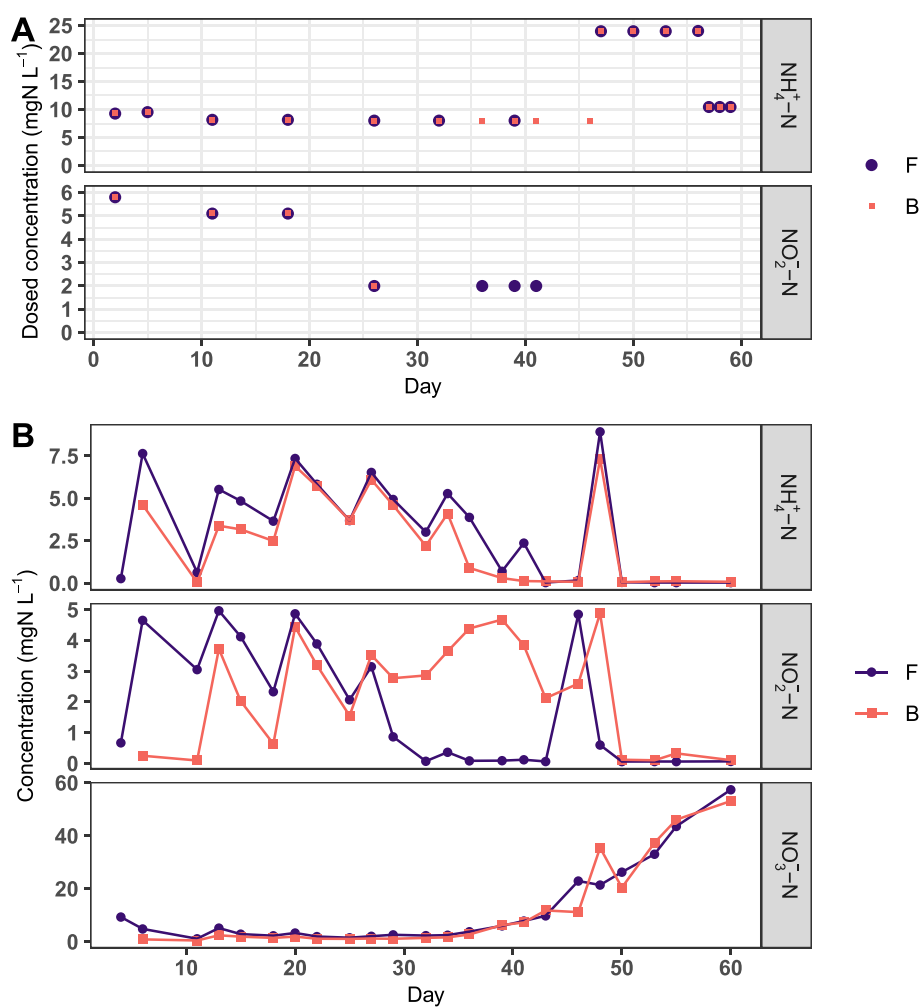 A
Dosed concentration (mgN L⁻¹)
25
20
15
10
5
0
NH₄⁺−N
6
5
4
3
2
1
0
NO₂⁻−N
0 10 20 30 40 50 60
Day
F
B
B
Concentration (mgN L⁻¹)
7.5
5.0
2.5
0.0
NH₄⁺−N
5
4
3
2
1
0
NO₂⁻−N
F
B
60
40
20
0
NO₃⁻−N
10 20 30 40 50 60
Day